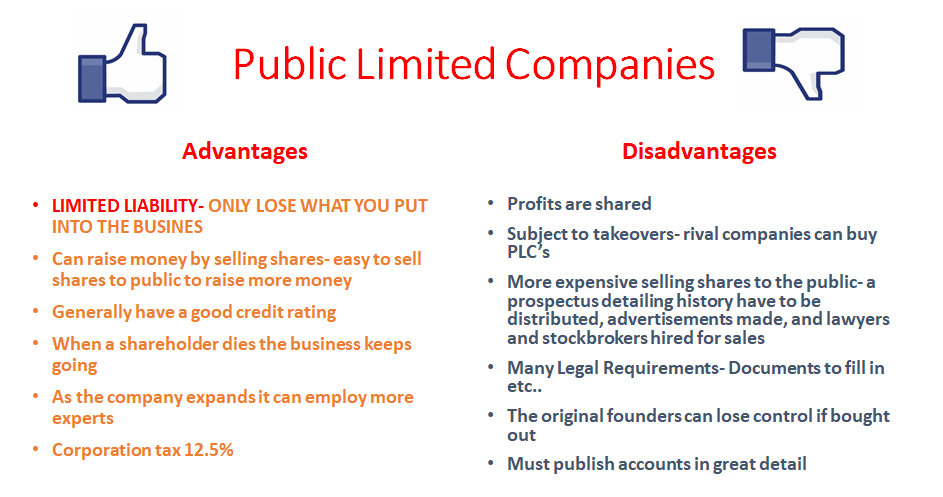 Public Limited Companies
Advantages
• LIMITED LIABILITY- ONLY LOSE WHAT YOU PUT
INTO THE BUSINES
• Can raise money by selling shares- easy to sell
shares to public to raise more money
• Generally have a good credit rating
• When a shareholder dies the business keeps
going
• As the company expands it can employ more
experts
• Corporation tax 12.5%
Disadvantages
• Profits are shared
• Subject to takeovers- rival companies can buy
PLC’s
• More expensive selling shares to the public- a
prospectus detailing history have to be
distributed, advertisements made, and lawyers
and stockbrokers hired for sales
• Many Legal Requirements- Documents to fill in
etc..
• The original founders can lose control if bought
out
• Must publish accounts in great detail